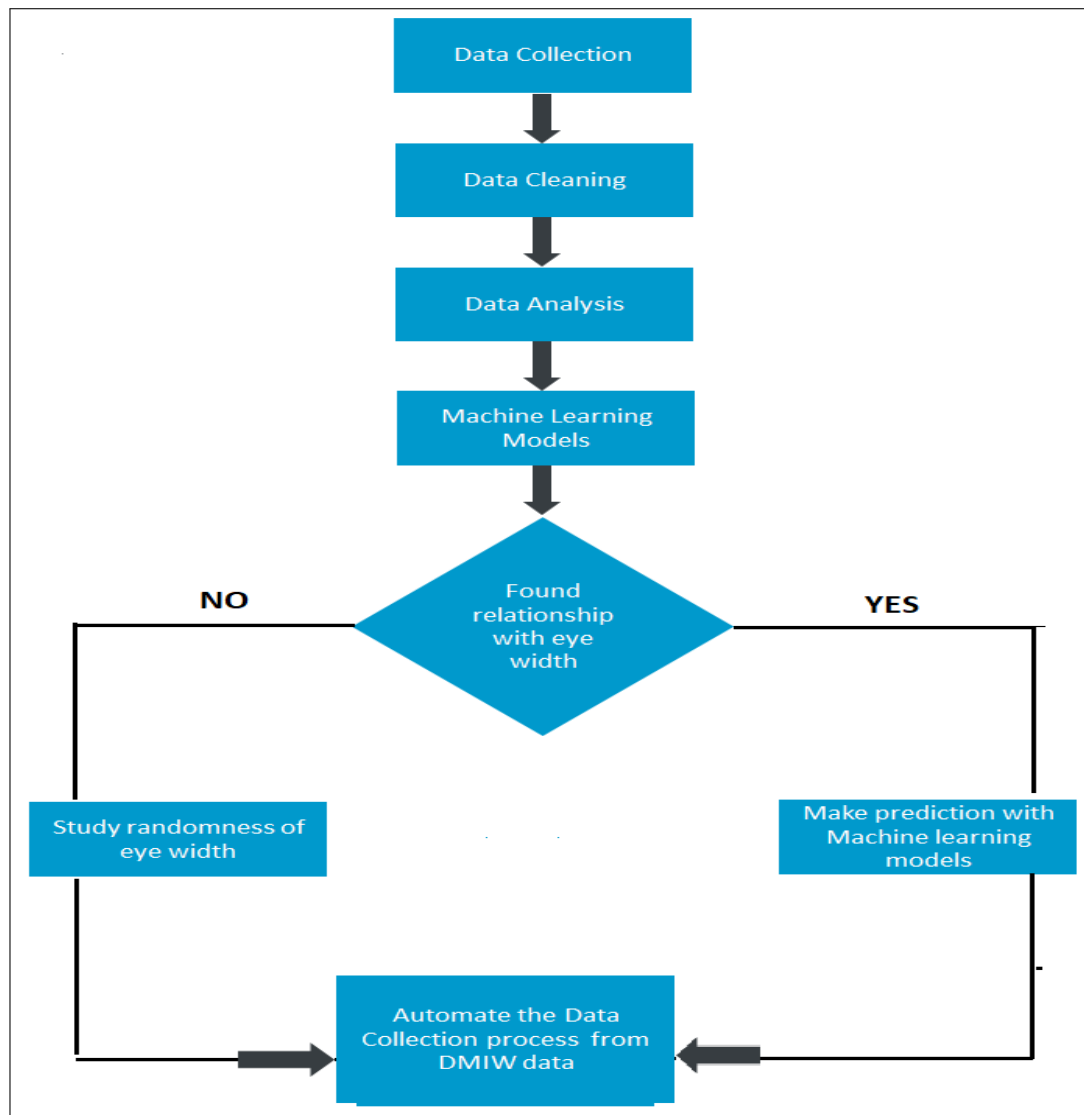 Data Collection
Data Cleaning
Data Analysis
Machine Learning
Models
Found
relationship
with eye
width
NO
YES
Study randomness of
eye width
Make prediction with
Machine learning
models
Automate the Data
Collection process from
DMIW data